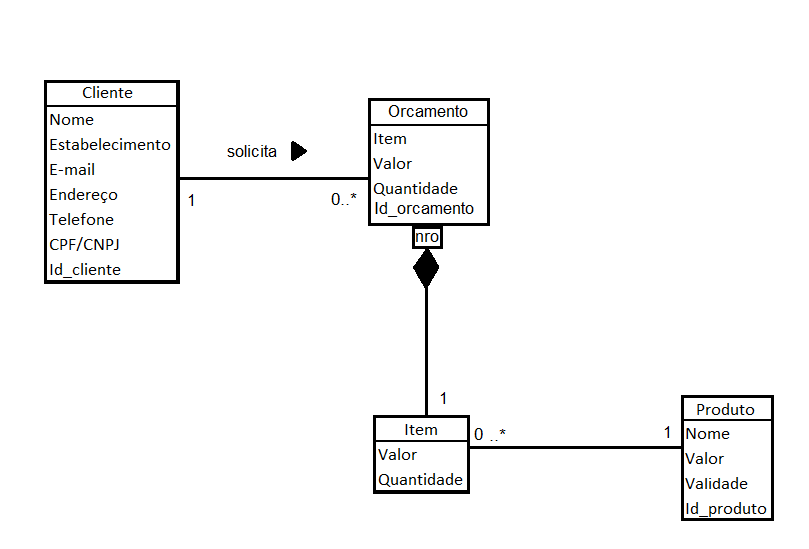 Cliente
Nome
Estabelecimento
E-mail
Endereço
Telefone
CPF/CNPJ
Id_cliente
solicita
1
0..*
Orcamento
Item
Valor
Quantidade
Id_orcamento
nro
1
Item
Valor
Quantidade
0 ..*
1
Produto
Nome
Valor
Validade
Id_produto